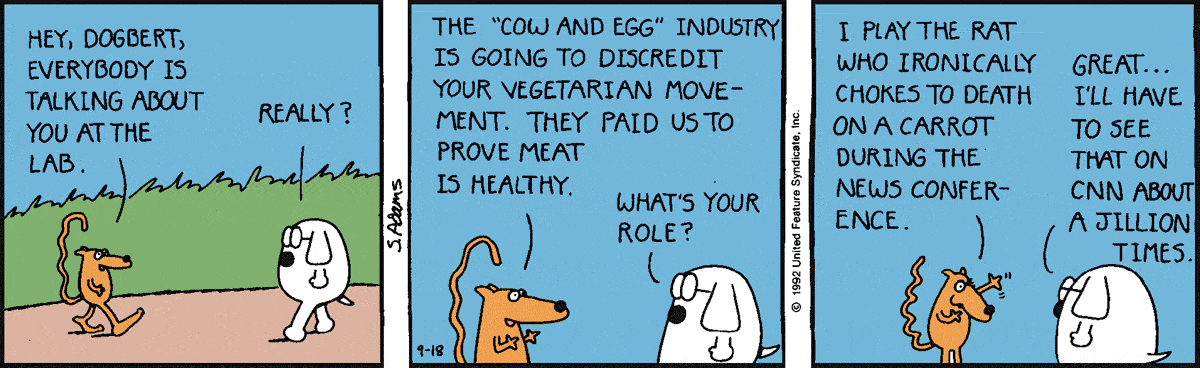 HEY, DOGBERT,
EVERYBODY IS
TALKING ABOUT
YOU AT THE
LAB.
REALLY?
S.Adams
THE "COW AND EGG" INDUSTRY
IS GOING TO DISCREDIT
YOUR VEGETARIAN MOVE-
MENT. THEY PAID US TO
PROVE MEAT
IS HEALTHY.
WHAT'S YOUR
ROLE?
9-18
© 1992 United Feature Syndicate, Inc.
I PLAY THE RAT
WHO IRONICALLY
CHOKES TO DEATH
ON A CARROT
DURING THE
NEWS CONFER-
ENCE.
GREAT...
I'LL HAVE
TO SEE
THAT ON
CNN ABOUT
A JILLION
TIMES.